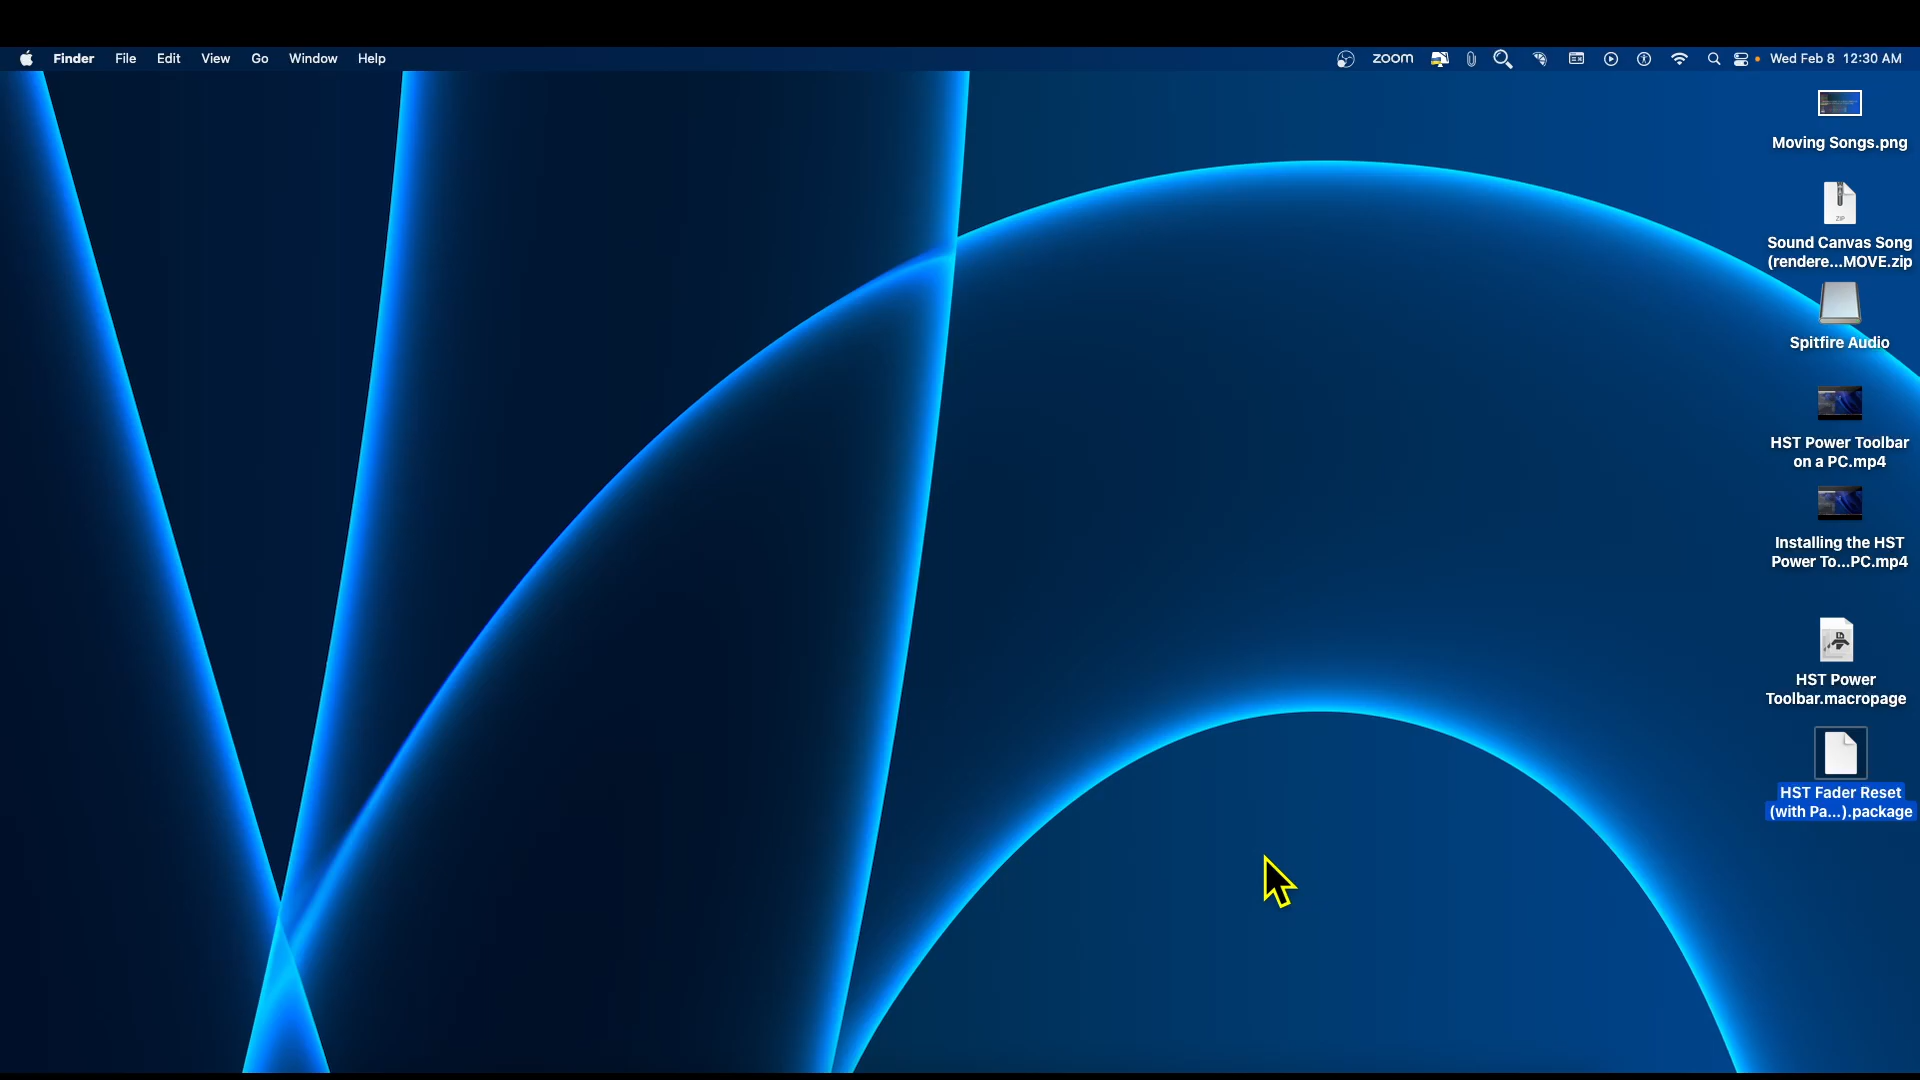 Finder File Edit View Go Window Help zoom Wed Feb 8 12:30 AM
Moving Songs.png
ZIP
Sound Canvas Song
(rendere...MOVE.zip
Spitfire Audio
HST Power Toolbar
on a PC.mp4
Installing the HST
Power To...PC.mp4
HST Power
Toolbar.macropage
HST Fader Reset
(with Pa...).package